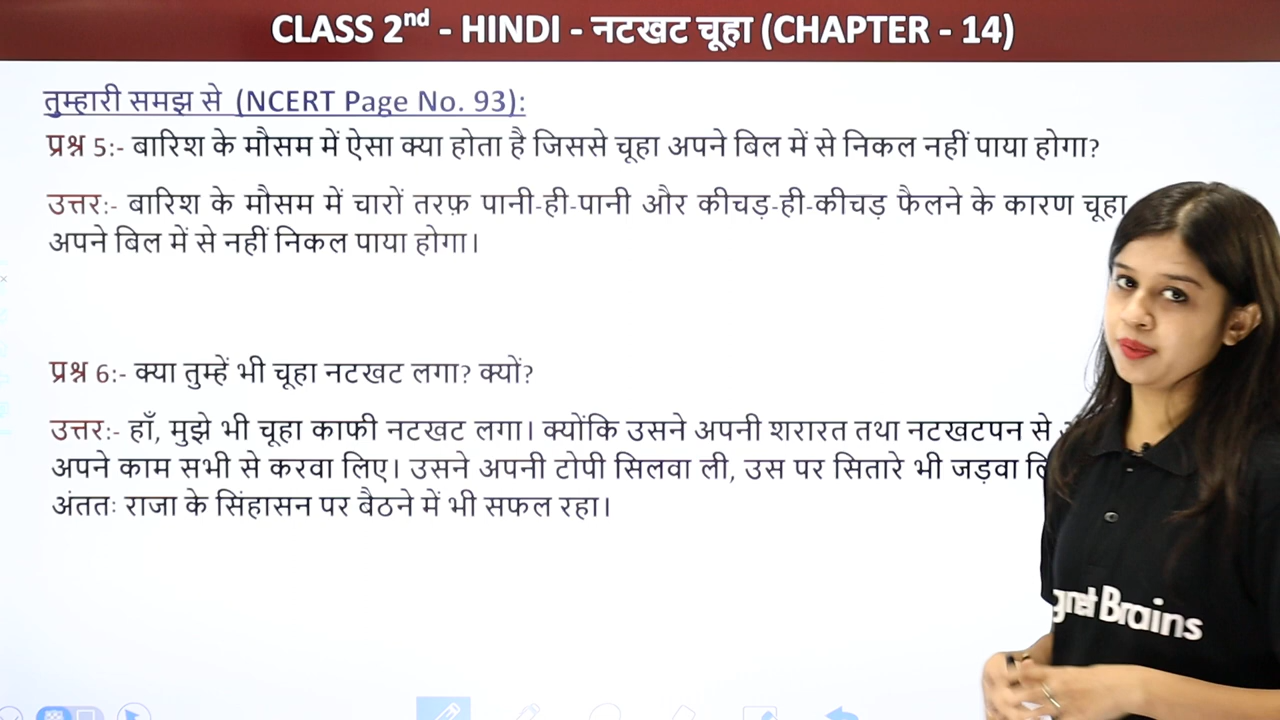 CLASS 2nd - HINDI - नटखट चूहा (CHAPTER - 14)
तुम्हारी समझ से (NCERT Page No. 93):
प्रश्न 5:- बारिश के मौसम में ऐसा क्या होता है जिससे चूहा अपने बिल में से निकल नहीं पाया होगा?
उत्तर:- बारिश के मौसम में चारों तरफ़ पानी-ही-पानी और कीचड़-ही-कीचड़ फैलने के कारण चूहा
अपने बिल में से नहीं निकल पाया होगा।
प्रश्न 6:- क्या तुम्हें भी चूहा नटखट लगा? क्यों?
उत्तर:- हाँ, मुझे भी चूहा काफी नटखट लगा। क्योंकि उसने अपनी शरारत तथा नटखटपन से
अपने काम सभी से करवा लिए। उसने अपनी टोपी सिलवा ली, उस पर सितारे भी जड़वा
अंततः राजा के सिंहासन पर बैठने में भी सफल रहा।
Brains